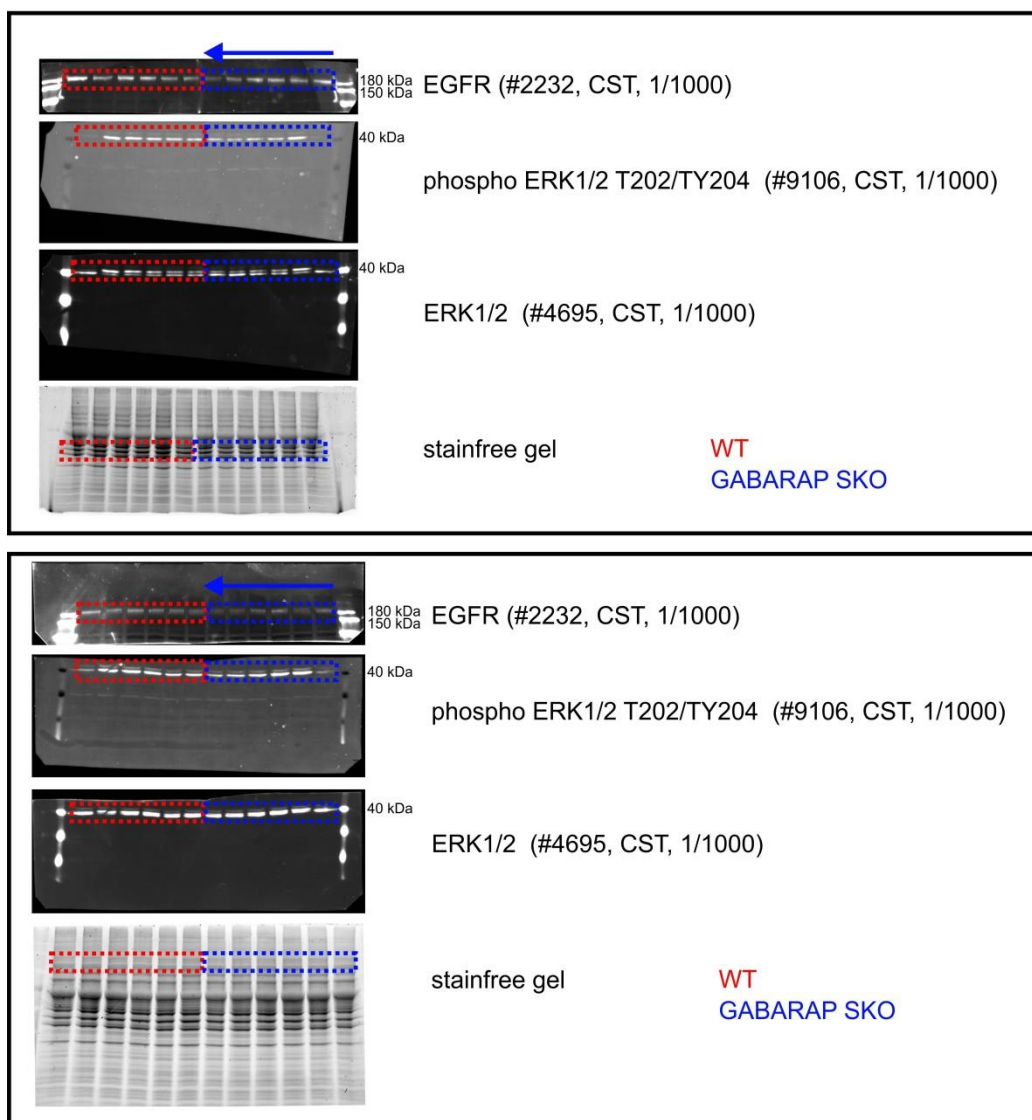 180 kDa
150 kDa
EGFR (#2232, CST, 1/1000)
40 kDa
phospho ERK1/2 T202/TY204 (#9106, CST, 1/1000)
40 kDa
ERK1/2 (#4695, CST, 1/1000)
stainfree gel
WT
GABARAP SKO
180 kDa
150 kDa
EGFR (#2232, CST, 1/1000)
40 kDa
phospho ERK1/2 T202/TY204 (#9106, CST, 1/1000)
40 kDa
ERK1/2 (#4695, CST, 1/1000)
stainfree gel
WT
GABARAP SKO